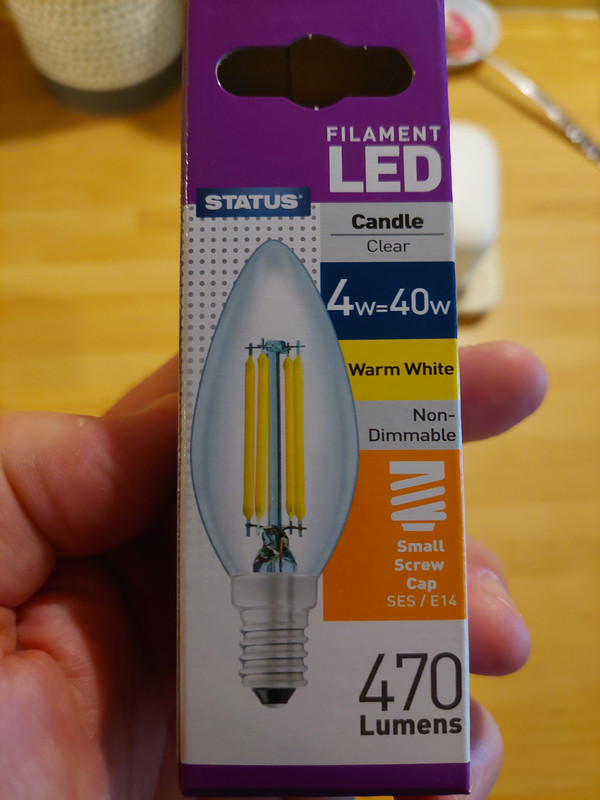 FILAMENT
LED
STATUS®
Candle
Clear
4W=40W
Warm White
Non-
Dimmable
Small
Screw
Cap
SES / E14
470
Lumens